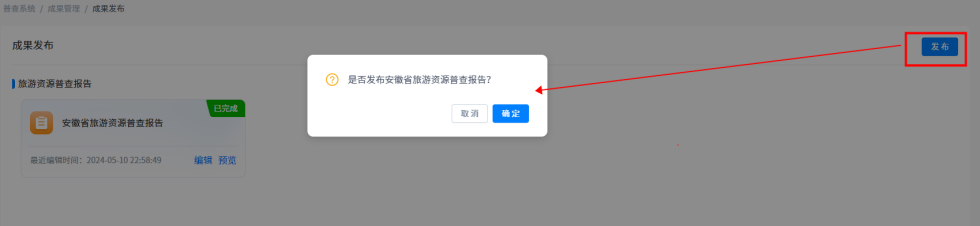 普查系统 / 成果管理 / 成果发布
成果发布
发布
旅游资源普查报告
已完成
安徽省旅游资源普查报告
最近编辑时间：2024-05-10 22:58:49 编辑 预览
是否发布安徽省旅游资源普查报告?
取消 确定